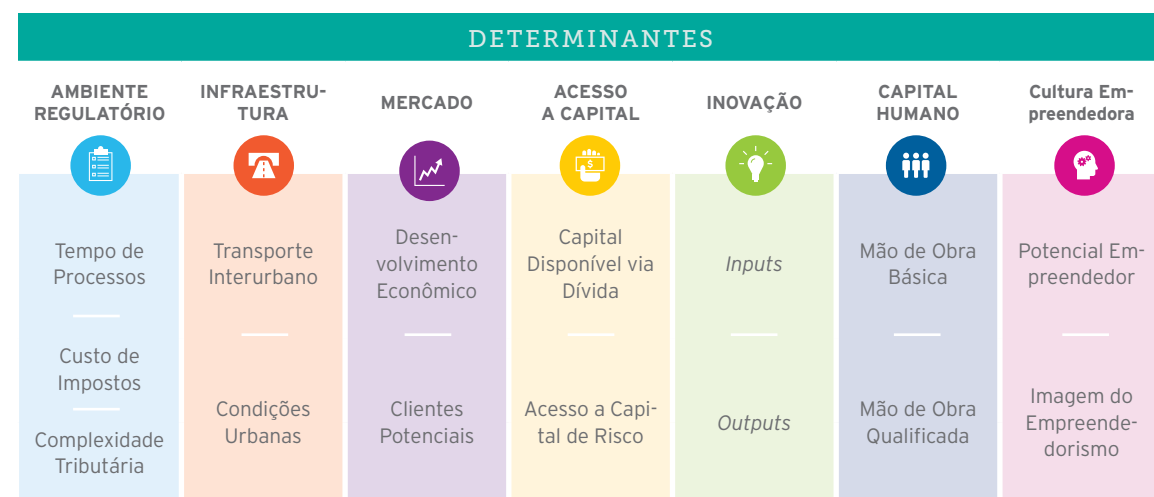 DETERMINANTES
AMBIENTE
REGULATÓRIO
INFRAESTRU-
TURA
MERCADO
ACESSO
A CAPITAL
INOVAÇÃO
CAPITAL
HUMANO
Cultura Em-
preendedora
$
Tempo de
Processos
Custo de
Impostos
Complexidade
Tributária
Transporte
Interurbano
Condições
Urbanas
Desen-
volvimento
Econômico
Clientes
Potenciais
Capital
Disponível via
Dívida
Acesso a Capi-
tal de Risco
Inputs
Outputs
Mão de Obra
Básica
Mão de Obra
Qualificada
Potencial Em-
preendedor
Imagem do
Empreende-
dorismo